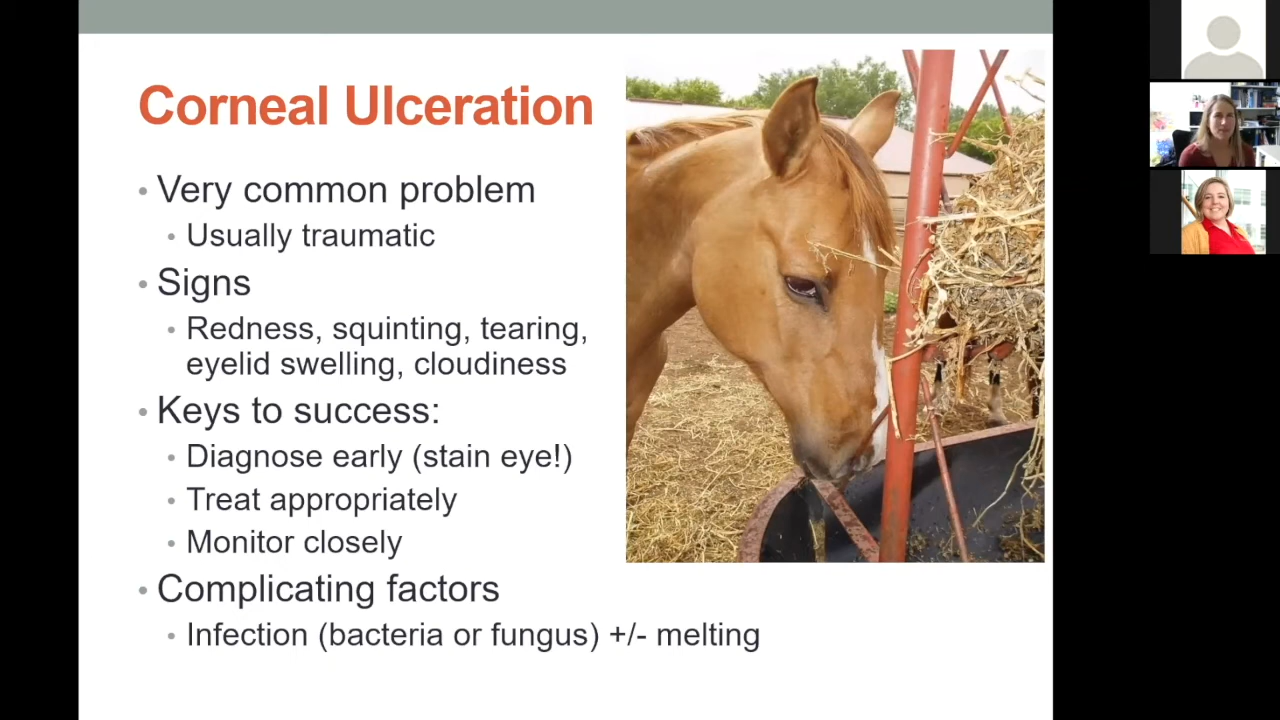 Corneal Ulceration
• Very common problem
• Usually traumatic
• Signs
• Redness, squinting, tearing,
eyelid swelling, cloudiness
• Keys to success:
• Diagnose early (stain eye!)
• Treat appropriately
• Monitor closely
• Complicating factors
• Infection (bacteria or fungus) +/- melting